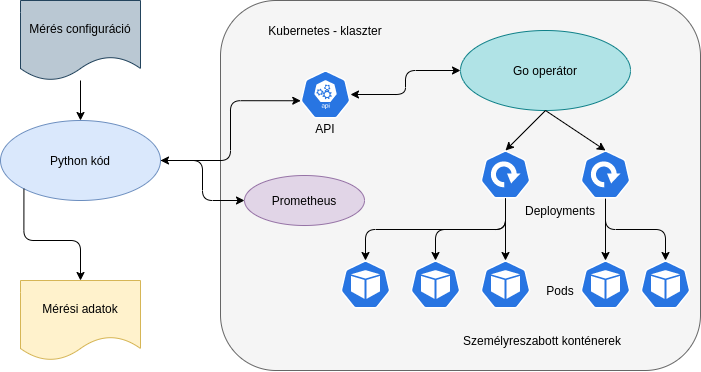 Mérés configuráció
Kubernetes - klaszter
Go operátor
api
API
Python kód
Prometheus
Deployments
Mérési adatok
Pods
Személyreszabott konténerek